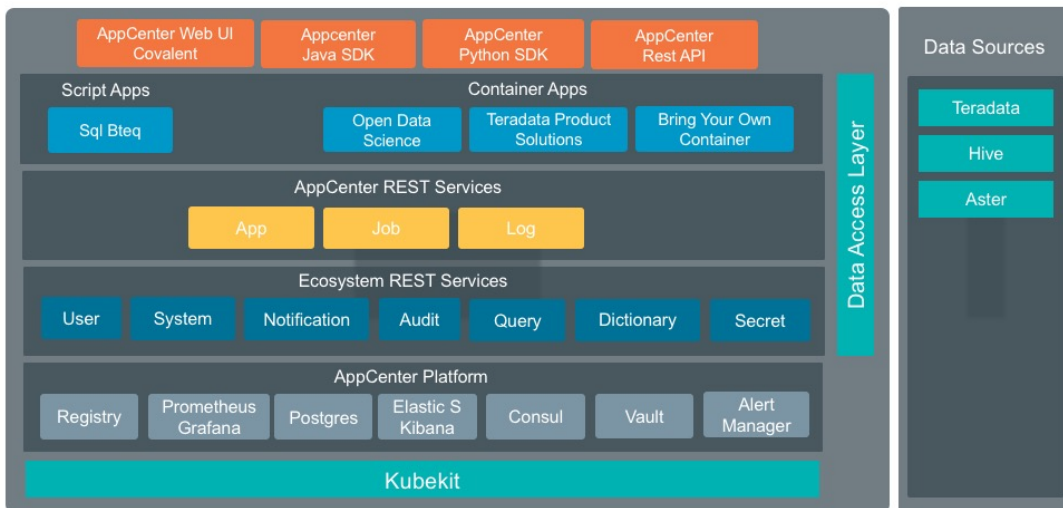 AppCenter Web UI
Covalent
Appcenter
Java SDK
AppCenter
Python SDK
AppCenter
Rest API
Script Apps
Container Apps
Sql Bteq
Open Data
Science
Teradata Product
Solutions
Bring Your Own
Container
AppCenter REST Services
App
Job
Log
Ecosystem REST Services
User
System
Notification
Audit
Query
Dictionary
Secret
AppCenter Platform
Registry
Prometheus
Grafana
Postgres
Elastic S
Kibana
Consul
Vault
Alert
Manager
Kubekit
Data Access Layer
Data Sources
Teradata
Hive
Aster